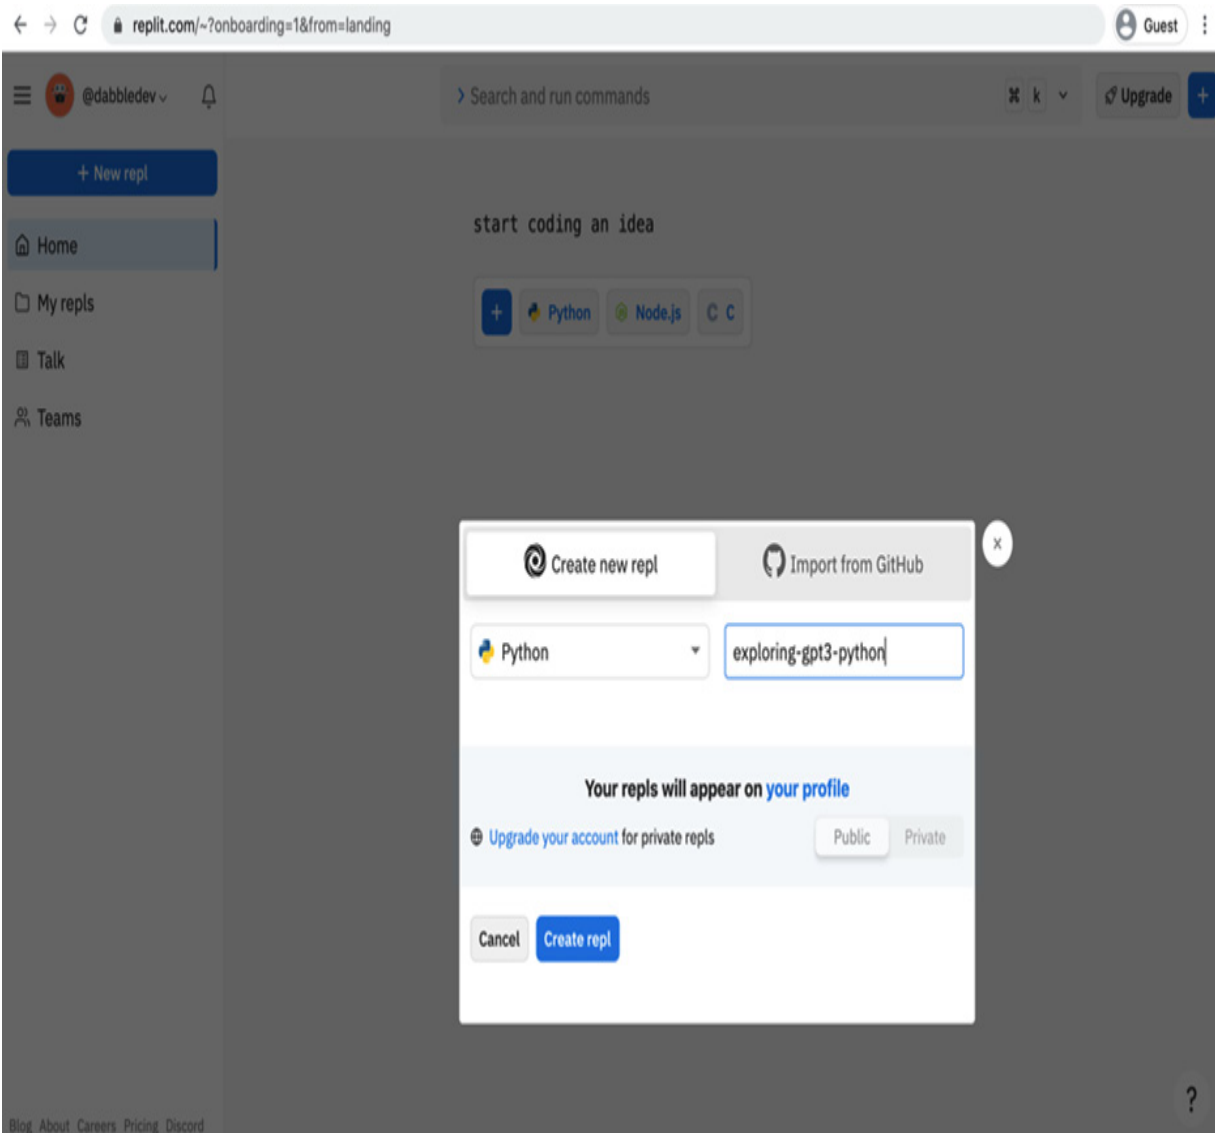 replit.com/~?onboarding=1&from=landing
Guest
@dabbledev
Search and run commands
⌘ k
Upgrade
+
+ New repl
Home
My repls
Talk
Teams
start coding an idea
+ Python Node.js C C
Create new repl
Import from GitHub
×
Python
exploring-gpt3-python
Your repls will appear on your profile
Upgrade your account for private repls
Public Private
Cancel Create repl
?
Blog About Careers Pricing Discord